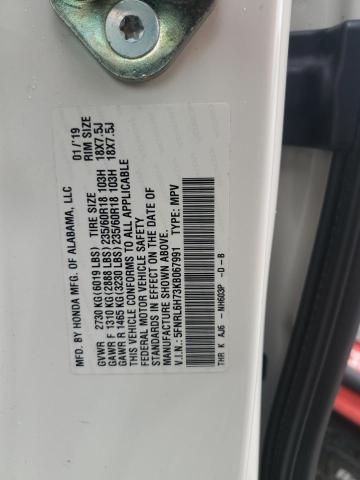 MFD. BY HONDA MFG. OF ALABAMA, LLC 01/'19
TIRE SIZE RIM SIZE
GVWR 2730 KG(6019 LBS)
GAWR F 1310 KG(2888 LBS) 235/60R18 103H 18X7.5J
GAWR R 1465 KG(3230 LBS) 235/60R18 103H 18X7.5J
THIS VEHICLE CONFORMS TO ALL APPLICABLE
FEDERAL MOTOR VEHICLE SAFETY
STANDARDS IN EFFECT ON THE DATE OF
MANUFACTURE SHOWN ABOVE.
V.I.N.: 5FNRL6H73KB067991 TYPE: MPV
THR K AJ6 -NH603P -D-B